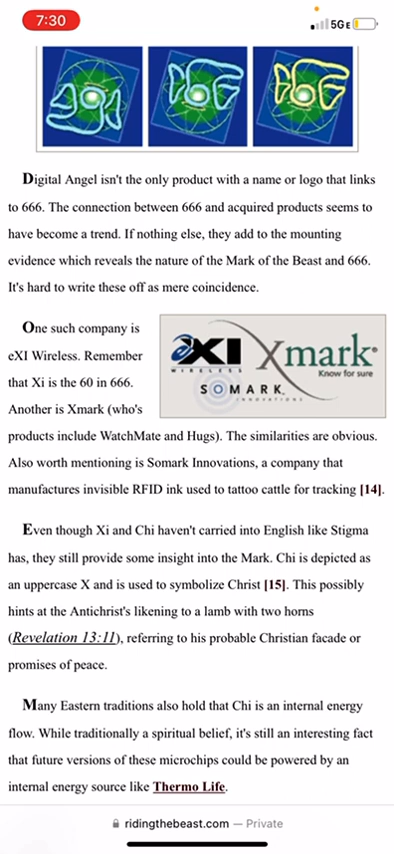 7:30
5GE
Digital Angel isn't the only product with a name or logo that links
to 666. The connection between 666 and acquired products seems to
have become a trend. If nothing else, they add to the mounting
evidence which reveals the nature of the Mark of the Beast and 666.
It's hard to write these off as mere coincidence.
One such company is
eXI Wireless. Remember
that Xi is the 60 in 666.
Another is Xmark (who's
eXI
WIRELESS
Xmark
Know for sure
SOMARK
INNOVATIONS
products include WatchMate and Hugs). The similarities are obvious.
Also worth mentioning is Somark Innovations, a company that
manufactures invisible RFID ink used to tattoo cattle for tracking [14].
Even though Xi and Chi haven't carried into English like Stigma
has, they still provide some insight into the Mark. Chi is depicted as
an uppercase X and is used to symbolize Christ [15]. This possibly
hints at the Antichrist's likening to a lamb with two horns
(Revelation 13:11), referring to his probable Christian facade or
promises of peace.
Many Eastern traditions also hold that Chi is an internal energy
flow. While traditionally a spiritual belief, it's still an interesting fact
that future versions of these microchips could be powered by an
internal energy source like Thermo Life.
ridingthebeast.com — Private